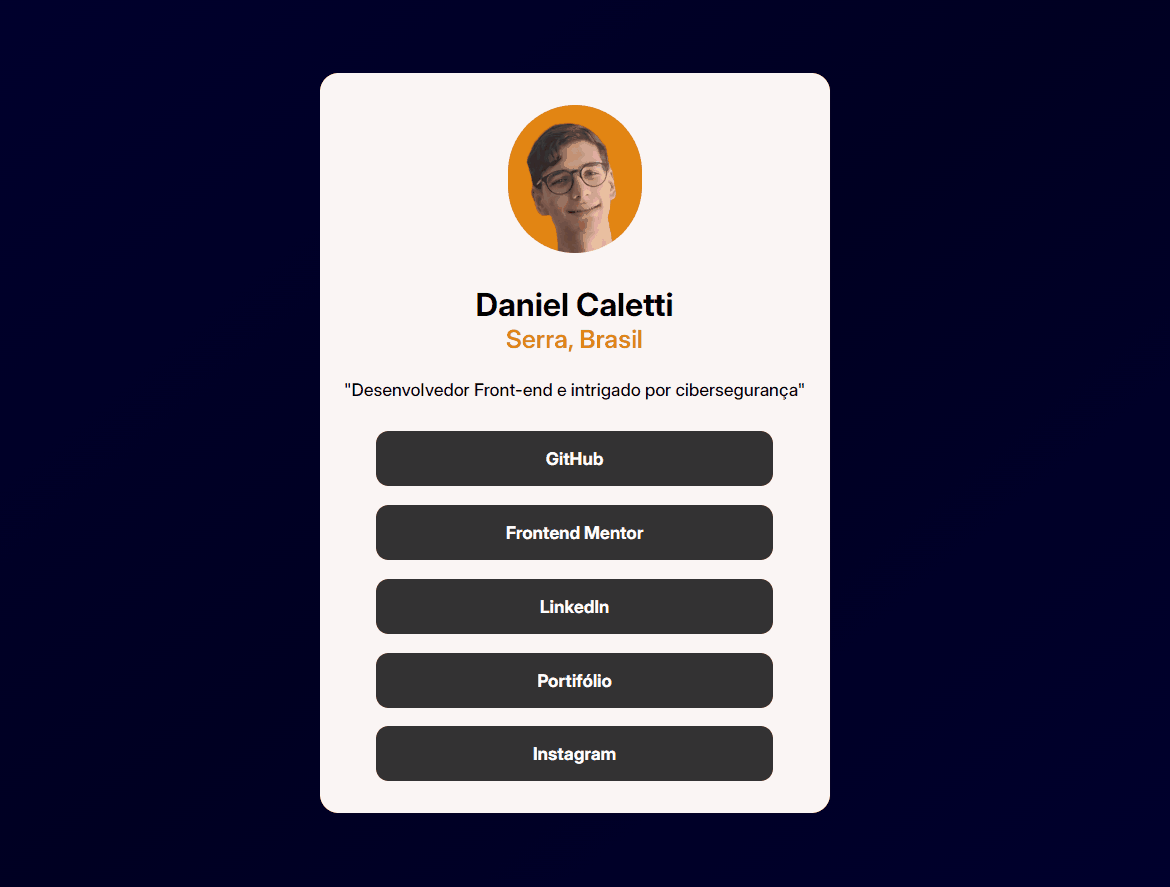 Daniel Caletti
Serra, Brasil
"Desenvolvedor Front-end e intrigado por cibersegurança"
GitHub
Frontend Mentor
LinkedIn
Portifólio
Instagram